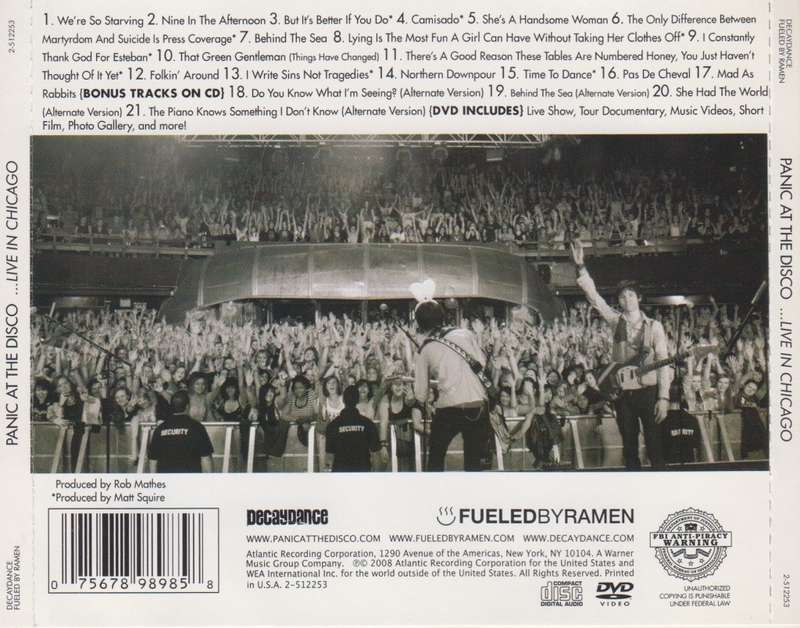 1. We're So Starving 2. Nine In The Afternoon 3. But It's Better If You Do* 4. Camisado* 5. She's A Handsome Woman 6. The Only Difference Between
Martyrdom And Suicide Is Press Coverage* 7. Behind The Sea 8. Lying Is The Most Fun A Girl Can Have Without Taking Her Clothes Off* 9. I Constantly
Thank God For Esteban* 10. That Green Gentleman (Things Have Changed) 11. There's A Good Reason These Tables Are Numbered Honey, You Just Haven't
Thought Of It Yet* 12. Folkin' Around 13. I Write Sins Not Tragedies* 14. Northern Downpour 15. Time To Dance* 16. Pas De Cheval 17. Mad As
Rabbits {BONUS TRACKS ON CD} 18. Do You Know What I'm Seeing? (Alternate Version) 19. Behind The Sea (Alternate Version) 20. She Had The World
(Alternate Version) 21. The Piano Knows Something I Don't Know (Alternate Version) {DVD INCLUDES} Live Show, Tour Documentary, Music Videos, Short
Film, Photo Gallery, and more!
2-512253
PANIC AT THE DISCO ...LIVE IN CHICAGO
DECAYDANCE
FUELED BY RAMEN
DECAYDANCE
FUELED BY RAMEN
PANIC AT THE DISCO ...LIVE IN CHICAGO
2-512253
SECURITY
SECURITY
Produced by Rob Mathes
*Produced by Matt Squire
0 75678 98985 8
DECAYDANCE
FUELEDBYRAMEN
WWW.PANICATTHEDISCO.COM WWW.FUELEDBYRAMEN.COM WWW.DECAYDANCE.COM
Atlantic Recording Corporation, 1290 Avenue of the Americas, New York, NY 10104. A Warner
Music Group Company. ℗© 2008 Atlantic Recording Corporation for the United States and
WEA International Inc. for the world outside of the United States. All Rights Reserved. Printed
in U.S.A. 2-512253
COMPACT
disc
DIGITAL AUDIO
DVD
VIDEO
FBI ANTI-PIRACY
WARNING
UNAUTHORIZED
COPYING IS PUNISHABLE
UNDER FEDERAL LAW